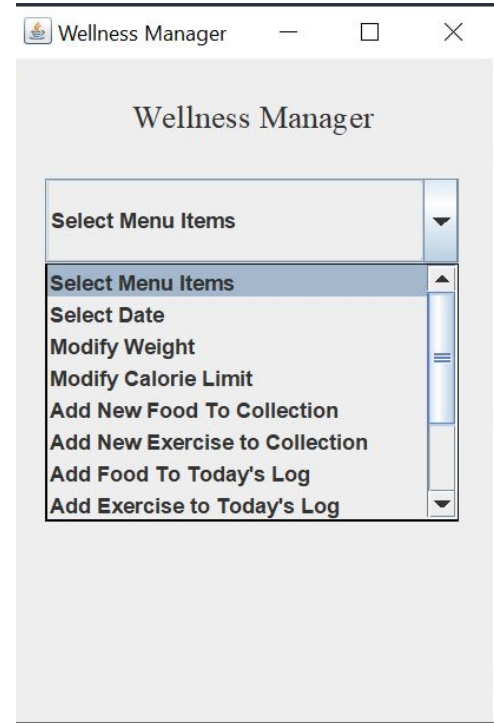 Wellness Manager
Wellness Manager
Select Menu Items
Select Menu Items
Select Date
Modify Weight
Modify Calorie Limit
Add New Food To Collection
Add New Exercise to Collection
Add Food To Today's Log
Add Exercise to Today's Log